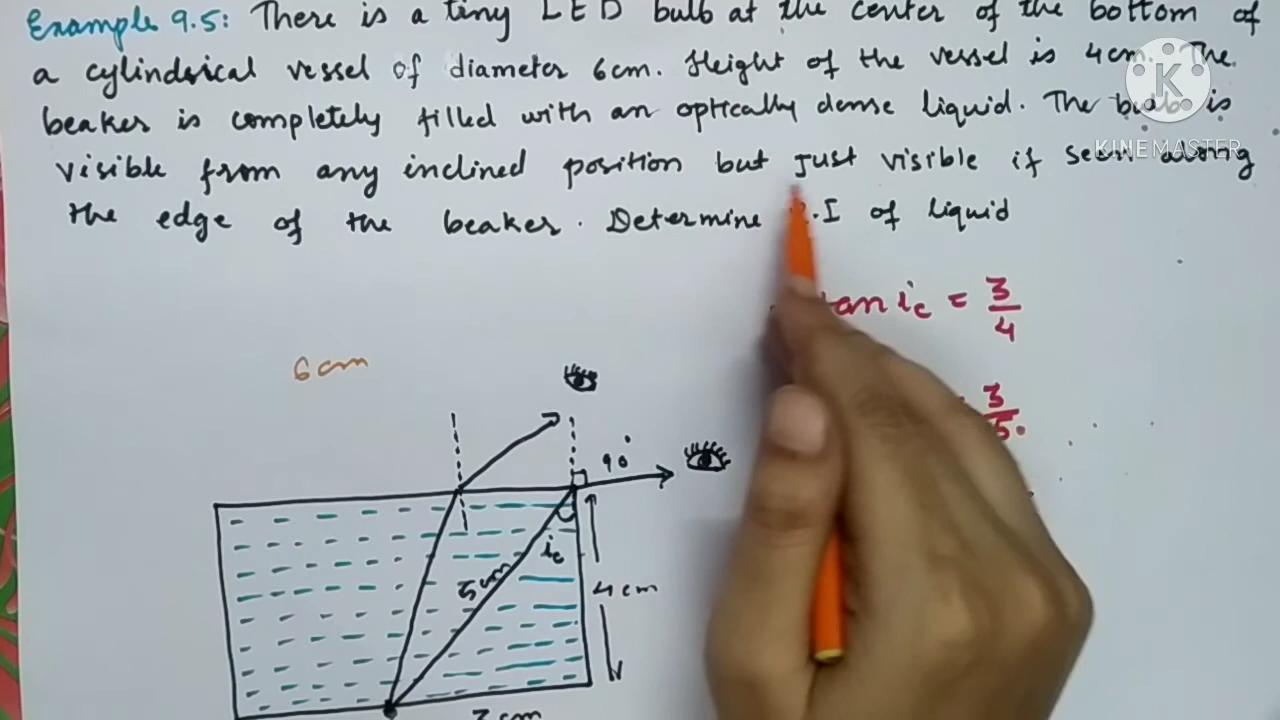 Example 9.5: There is a tiny LED bulb at the center of the bottom of
a cylindrical vessel of diameter 6cm. Height of the vessel is 4cm. The
beaker is completely filled with an optically dense liquid. The bulb is
visible from any inclined position but just visible if seen along
the edge of the beaker. Determine R.I of liquid
K
KINEMASTER
tan ic = 3/4
3/5
6cm
90°
ic
5cm
4cm
3cm